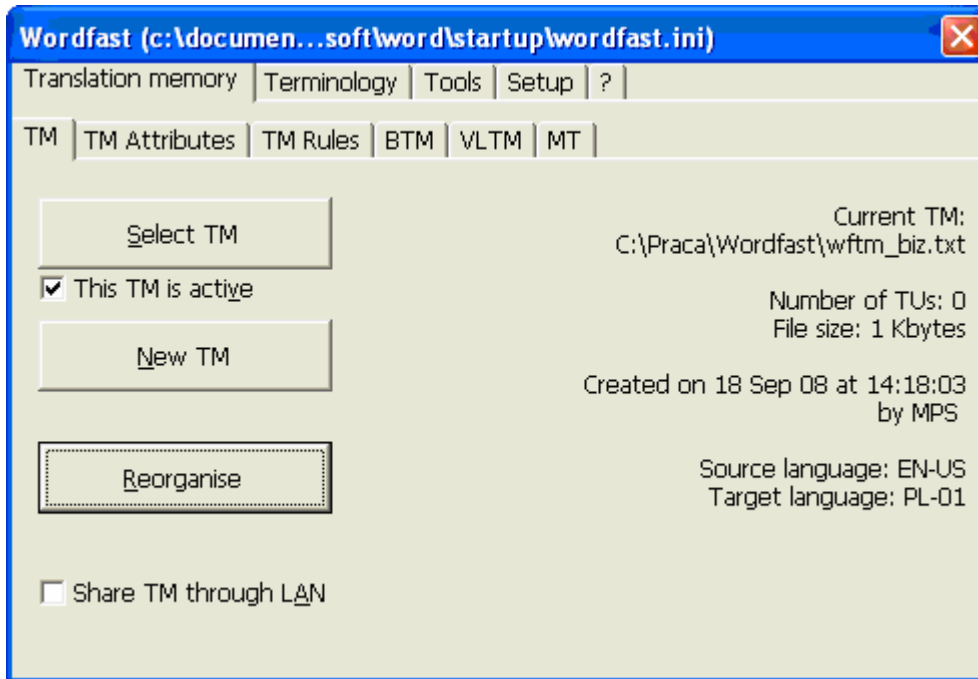 Wordfast (c:\documen...soft\word\startup\wordfast.ini)
Translation memory Terminology Tools Setup ?
TM TM Attributes TM Rules BTM VLTM MT
Select TM
This TM is active
New TM
Reorganise
Share TM through LAN
Current TM:
C:\Praca\Wordfast\wftm_biz.txt
Number of TUs: 0
File size: 1 Kbytes
Created on 18 Sep 08 at 14:18:03
by MPS
Source language: EN-US
Target language: PL-01